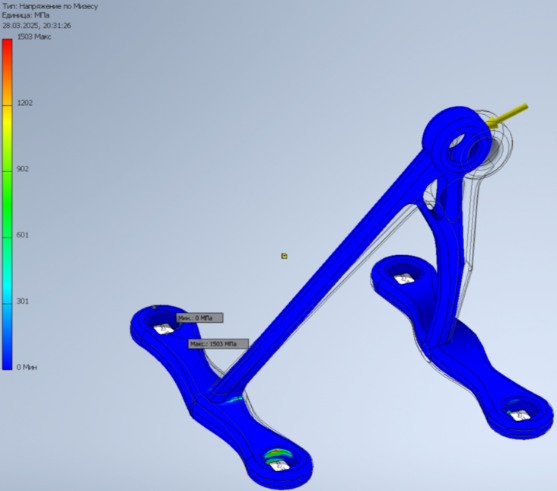 Тип: Напряжение по Мизесу
Единица: МПа
28.03.2025, 20:31:26
1503 Макс
1202
902
601
301
0 Мин
Мин.: 0 МПа
Макс.: 1503 МПа